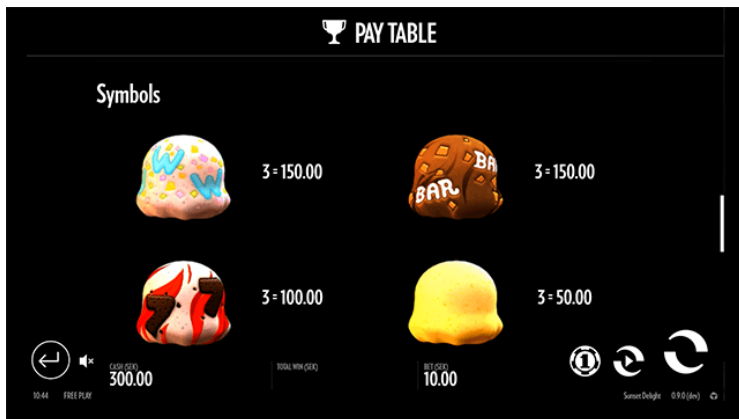 PAY TABLE
Symbols
W W
3 = 150.00
BAR BA
3 = 150.00
7 7
3 = 100.00
3 = 50.00
CASH (SEK)
300.00
TOTAL WIN (SEK)
BET (SEK)
10.00
1
10:44 FREE PLAY
Sunset Delight 0.9.0 (dev)